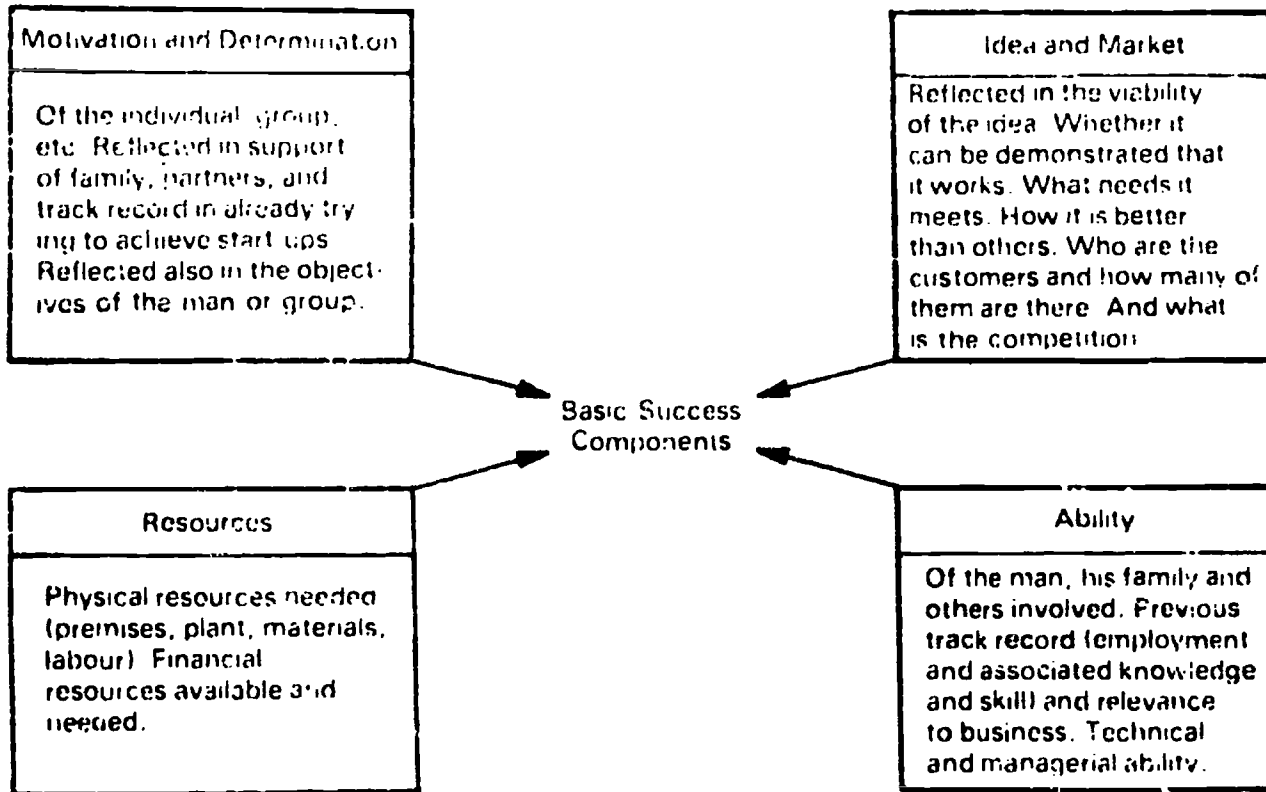 Motivation and Determination
Of the individual, group,
etc. Reflected in support
of family, partners, and
track record in already try
ing to achieve start ups
Reflected also in the object-
ives of the man or group.
Idea and Market
Reflected in the viability
of the idea. Whether it
can be demonstrated that
it works. What needs it
meets. How it is better
than others. Who are the
customers and how many of
them are there. And what
is the competition
Basic Success
Components
Resources
Physical resources needed
(premises, plant, materials,
labour). Financial
resources available and
needed.
Ability
Of the man, his family and
others involved. Previous
track record (employment
and associated knowledge
and skill) and relevance
to business. Technical
and managerial ability.